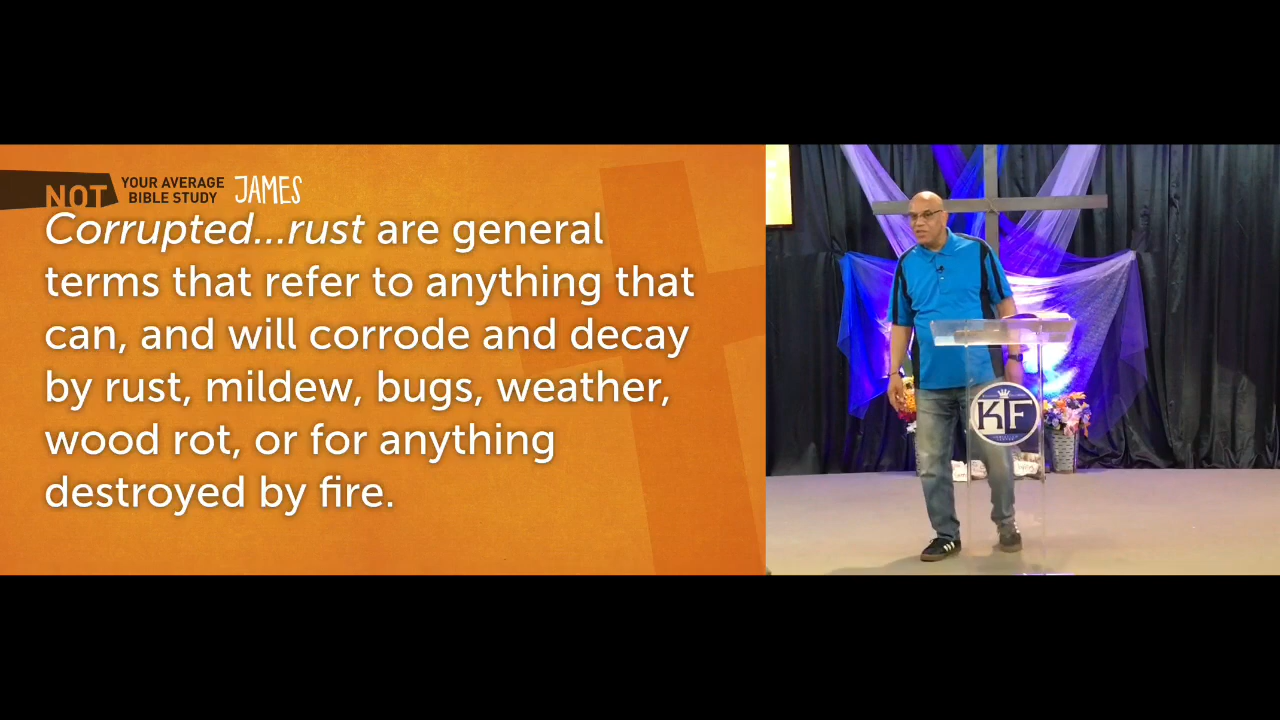 NOT
YOUR AVERAGE
BIBLE STUDY
JAMES
Corrupted...rust are general
terms that refer to anything that
can, and will corrode and decay
by rust, mildew, bugs, weather,
wood rot, or for anything
destroyed by fire.
KF